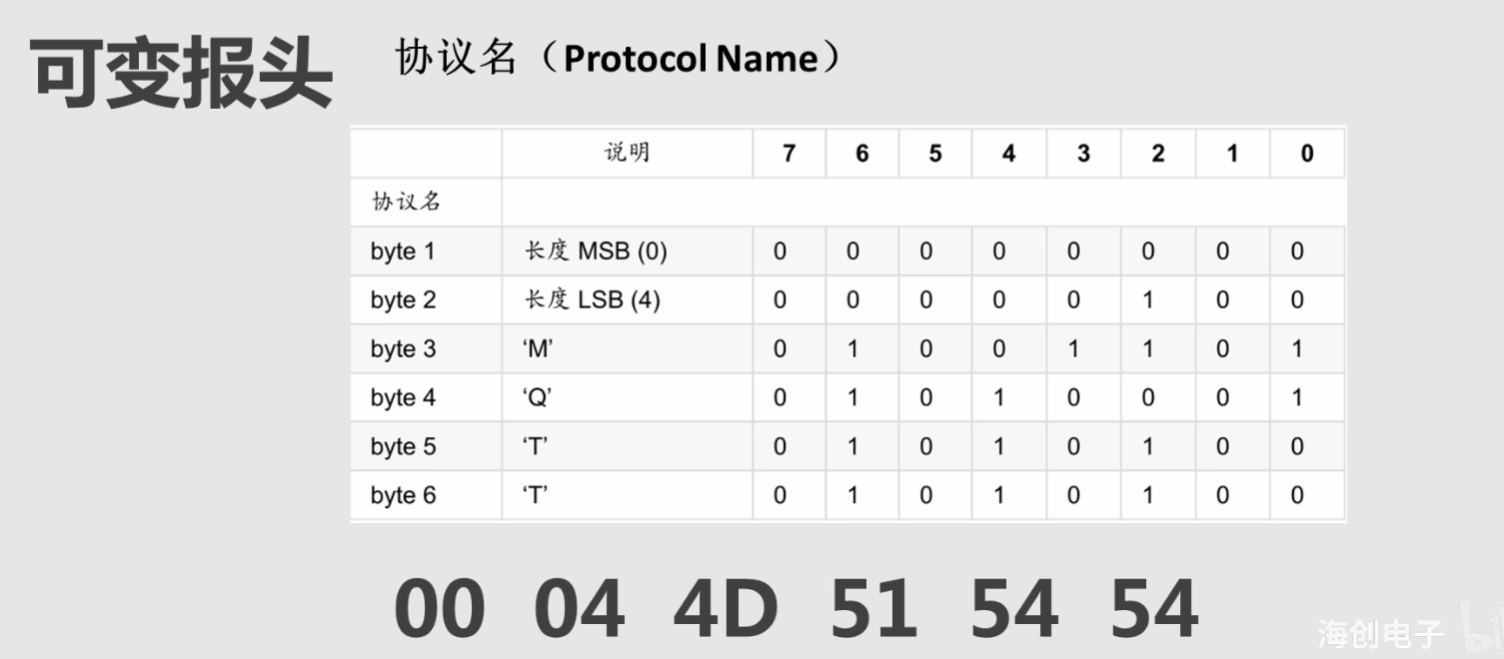 可变报头
协议名（Protocol Name）
说明 7 6 5 4 3 2 1 0
协议名
byte 1 长度 MSB (0) 0 0 0 0 0 0 0 0
byte 2 长度 LSB (4) 0 0 0 0 0 1 0 0
byte 3 ‘M’ 0 1 0 0 1 1 0 1
byte 4 ‘Q’ 0 1 0 1 0 0 0 1
byte 5 ‘T’ 0 1 0 1 0 1 0 0
byte 6 ‘T’ 0 1 0 1 0 1 0 0
00 04 4D 51 54 54
海创电子